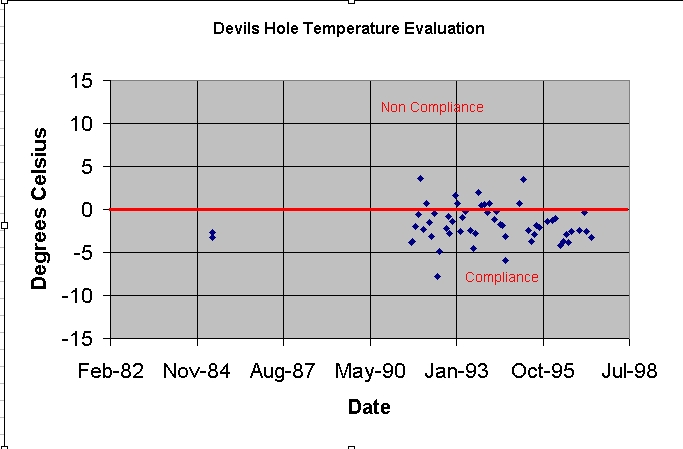 Devils Hole Temperature Evaluation
15
Non Compliance
10
5
0
-5
Compliance
-10
-15
Degrees Celsius
Feb-82 Nov-84 Aug-87 May-90 Jan-93 Oct-95 Jul-98
Date